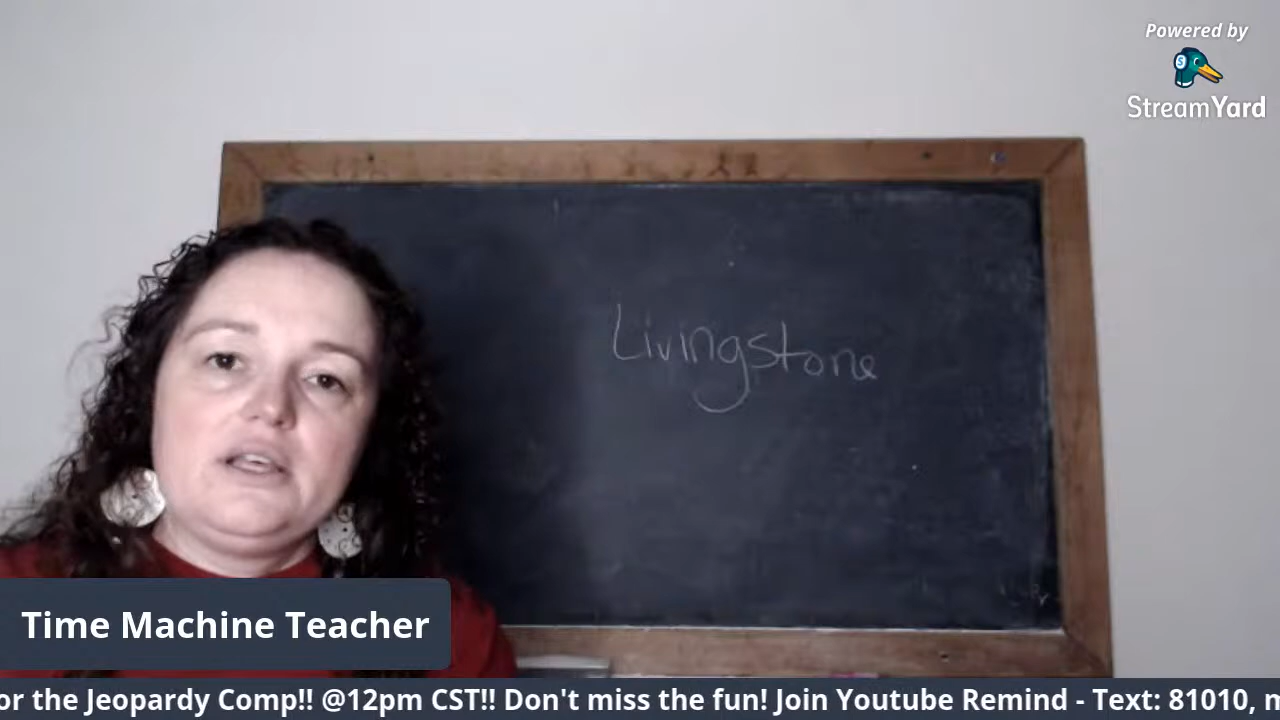 Powered by
StreamYard
Livingstone
Time Machine Teacher
or the Jeopardy Comp!! @12pm CST!! Don't miss the fun! Join Youtube Remind - Text: 81010,